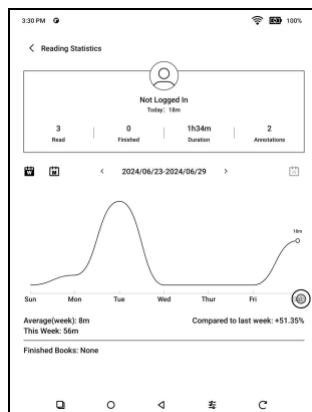 3:30 PM 100%
Reading Statistics
Not Logged In
Today: 18m
3 0 1h34m 2
Read Finished Duration Annotations
W M 2024/06/23-2024/06/29
18m
Sun Mon Tue Wed Thur Fri
Average(week): 8m Compared to last week: +51.35%
This Week: 56m
Finished Books: None